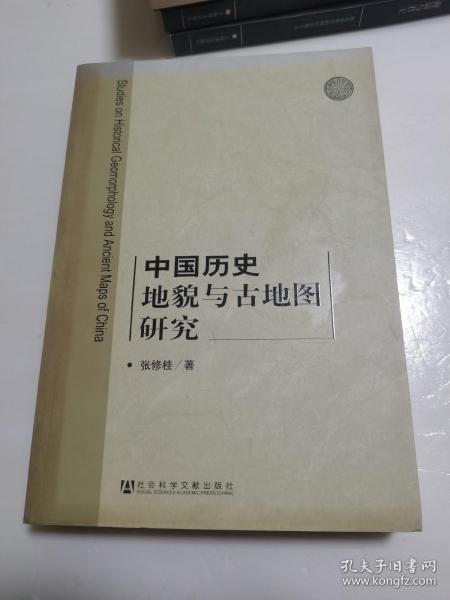 Studies on Historical Geomorphology and Ancient Maps of China
中国历史
地貌与古地图
研究
• 张修桂/著
社会科学文献出版社
SOCIAL SCIENCES ACADEMIC PRESS (CHINA)
孔夫子旧书网
www.kongfz.com